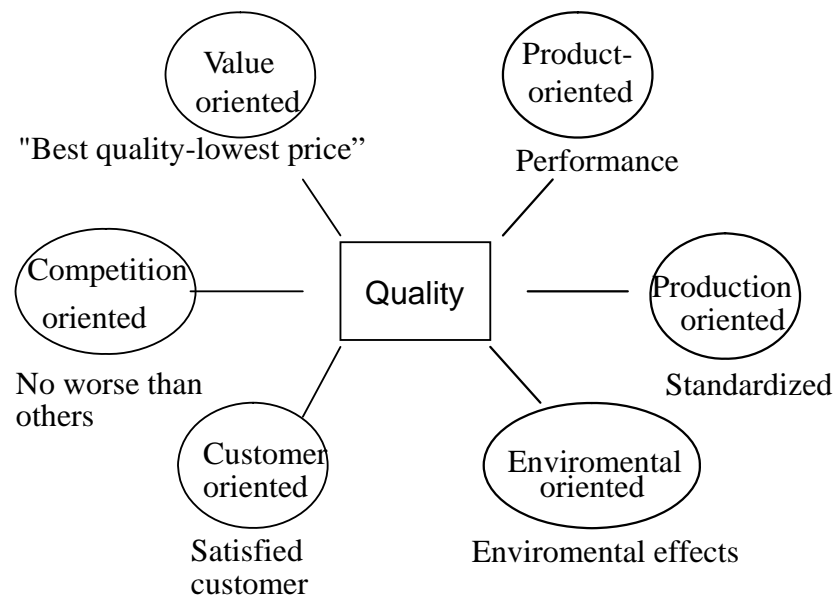 Value
oriented
"Best quality-lowest price”
Product-
oriented
Performance
Competition
oriented
No worse than
others
Quality
Production
oriented
Standardized
Customer
oriented
Satisfied
customer
Enviromental
oriented
Enviromental effects